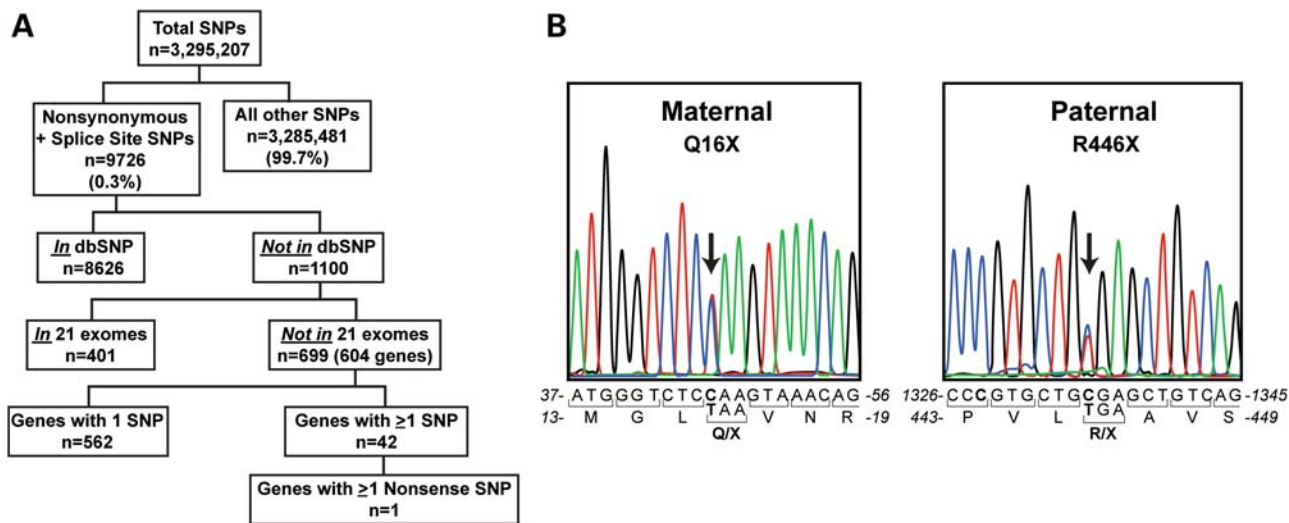 A
Total SNPs
n=3,295,207
Nonsynonymous
+ Splice Site SNPs
n=9726
(0.3%)
All other SNPs
n=3,285,481
(99.7%)
In dbSNP
n=8626
Not in dbSNP
n=1100
In 21 exomes
n=401
Not in 21 exomes
n=699 (604 genes)
Genes with 1 SNP
n=562
Genes with ≥1 SNP
n=42
Genes with ≥1 Nonsense SNP
n=1
B
Maternal
Q16X
37- ATGGGTCTCCAAGTAAACAG -56
TAA
13- M G L V N R -19
Q/X
Paternal
R446X
1326- CCCGTGCTGCGAGCTGTCAG -1345
TGA
443- P V L A V S -449
R/X